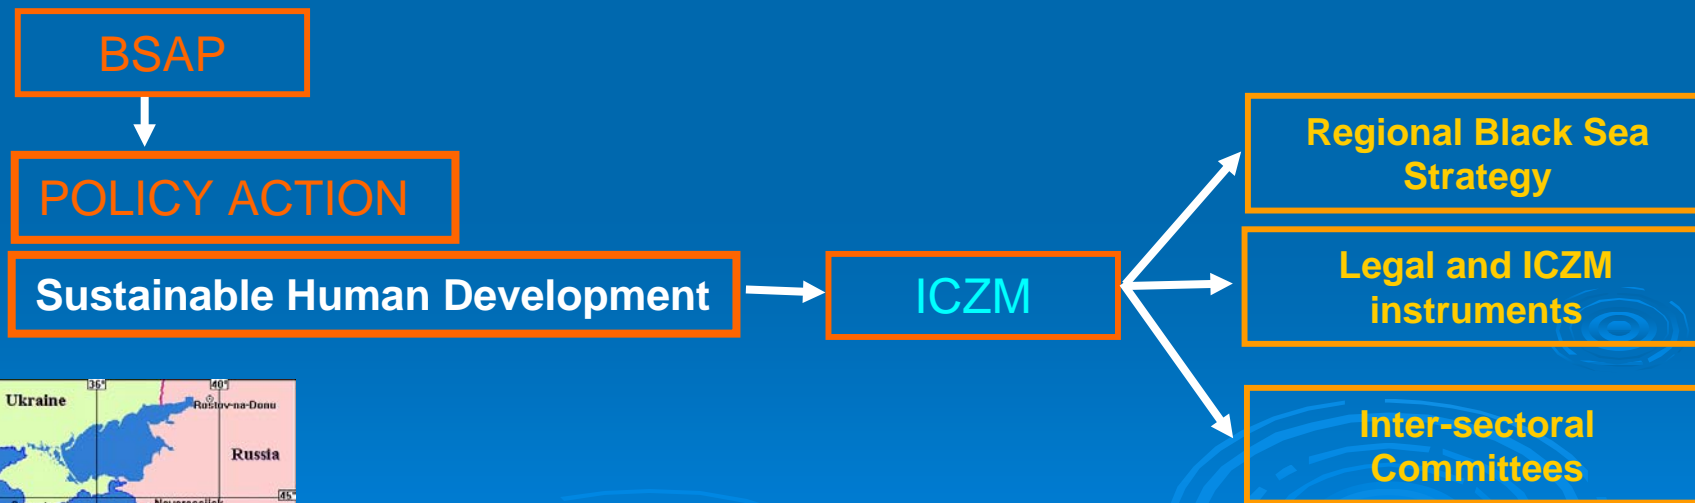 BSAP
POLICY ACTION
Sustainable Human Development
ICZM
Regional Black Sea
Strategy
Legal and ICZM
instruments
Inter-sectoral
Committees
36°
40°
Ukraine
Rostov-na-Donu
Russia
45°